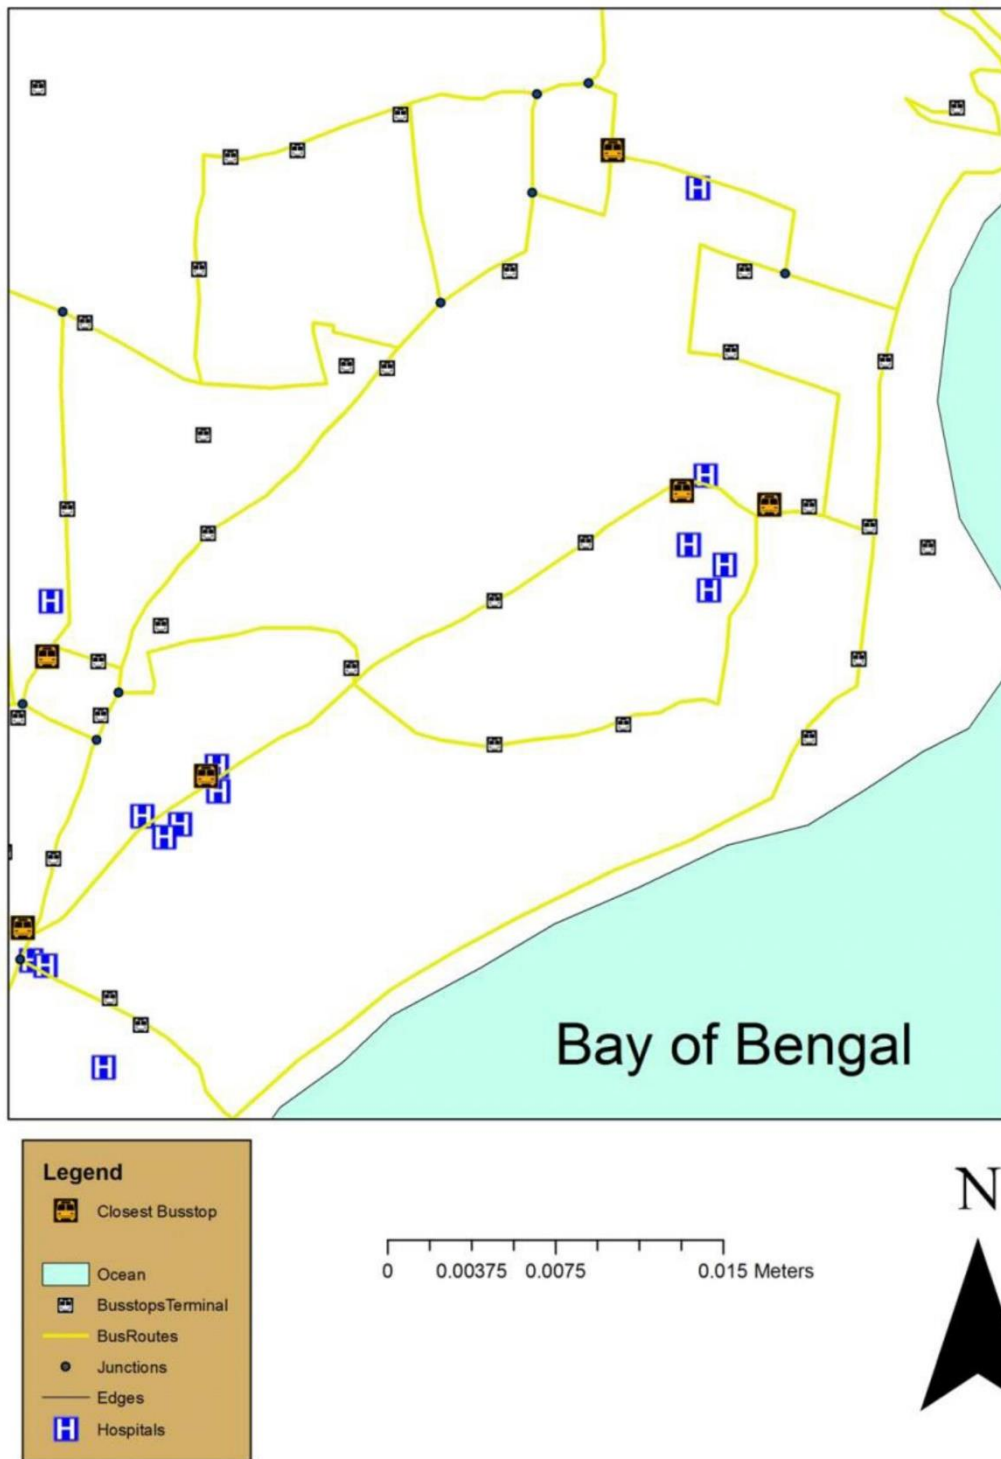 Bay of Bengal
Legend
Closest Busstop
Ocean
BusstopsTerminal
BusRoutes
Junctions
Edges
Hospitals
0 0.00375 0.0075 0.015 Meters
N